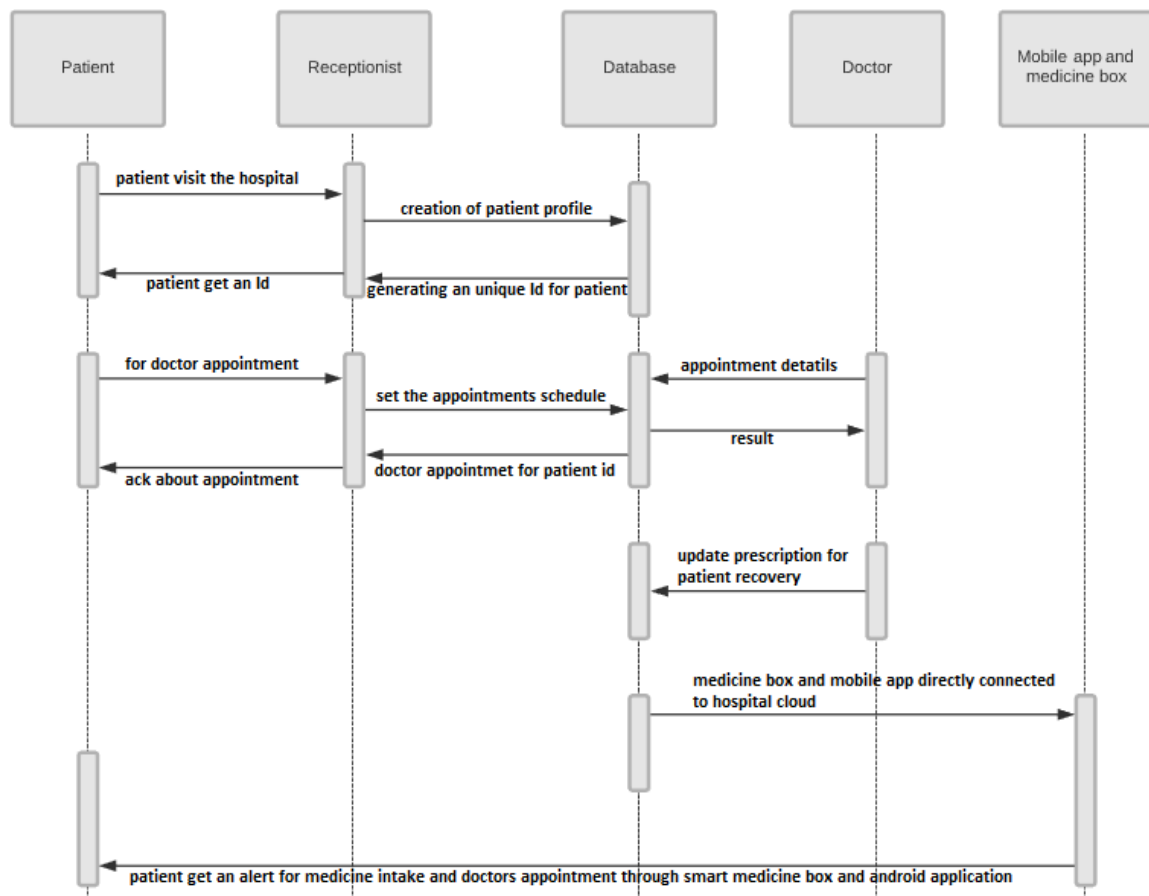 Patient
Receptionist
Database
Doctor
Mobile app and
medicine box
patient visit the hospital
creation of patient profile
patient get an Id
generating an unique Id for patient
for doctor appointment
appointment detatils
set the appointments schedule
result
doctor appointmet for patient id
ack about appointment
update prescription for
patient recovery
medicine box and mobile app directly connected
to hospital cloud
patient get an alert for medicine intake and doctors appointment through smart medicine box and android application